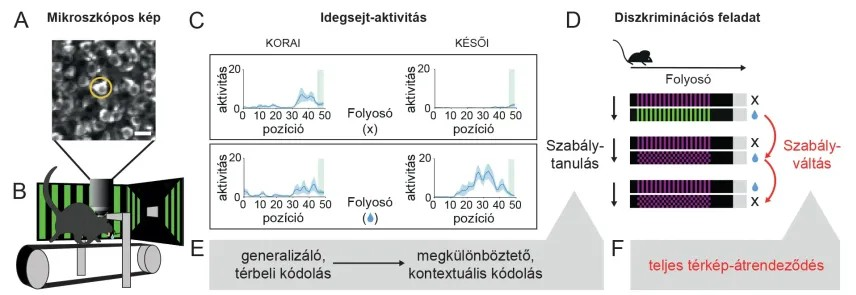 A
Mikroszkópos kép
B
C
Idegsejt-aktivitás
KORAI
KÉSŐI
aktivitás
20
0
0 10 20 30 40 50
pozíció
Folyosó
(x)
aktivitás
20
0
0 10 20 30 40 50
pozíció
aktivitás
20
0
0 10 20 30 40 50
pozíció
Folyosó
()
aktivitás
20
0
0 10 20 30 40 50
pozíció
Szabály-
tanulás
D
Diszkriminációs feladat
Folyosó
x
x
x
Szabály-
váltás
E
generalizáló,
térbeli kódolás
megkülönböztető,
kontextuális kódolás
F
teljes térkép-átrendeződés